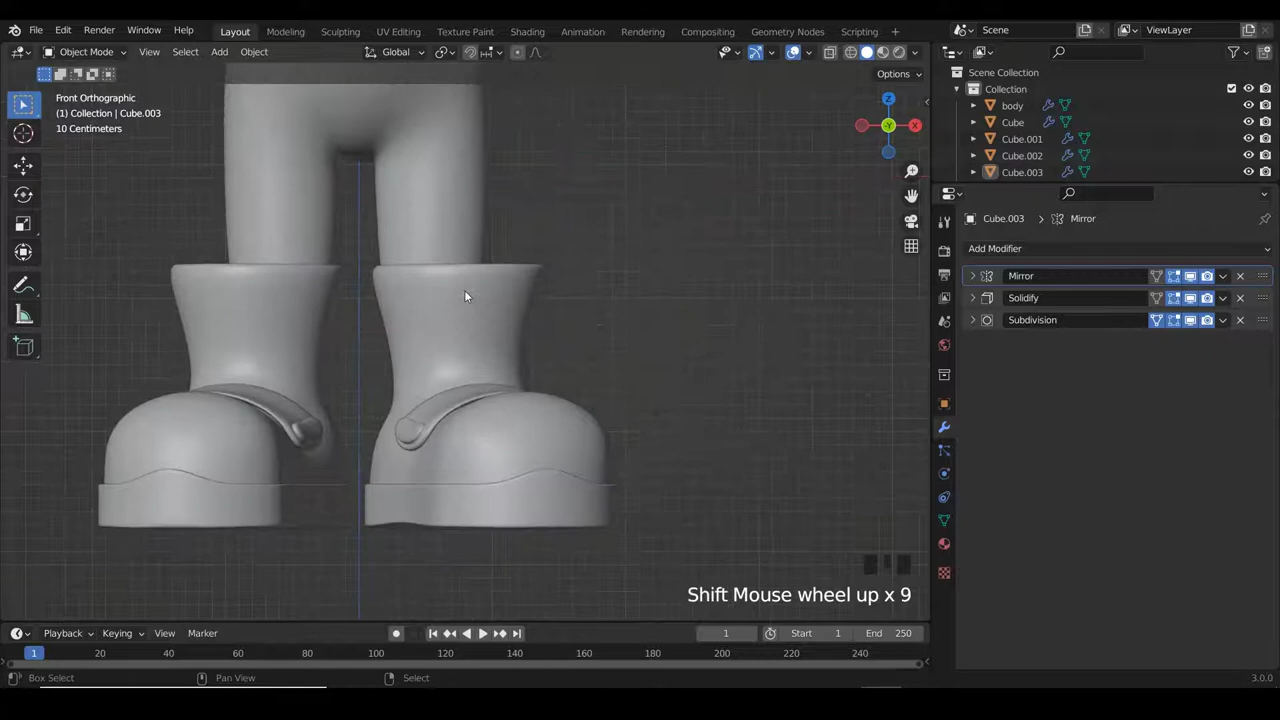 File Edit Render Window Help Layout Modeling Sculpting UV Editing Texture Paint Shading Animation Rendering Compositing Geometry Nodes Scripting + Scene ViewLayer
Object Mode View Select Add Object Global
Options
Front Orthographic
(1) Collection | Cube.003
10 Centimeters
Z
X
-Y
Scene Collection
Collection
body
Cube
Cube.001
Cube.002
Cube.003
Cube.003 > Mirror
Add Modifier
Mirror
Solidify
Subdivision
Shift Mouse wheel up x 9
Playback Keying View Marker 1 Start 1 End 250
1 20 40 60 80 100 120 140 160 180 200 220 240
Box Select Pan View Select 3.0.0